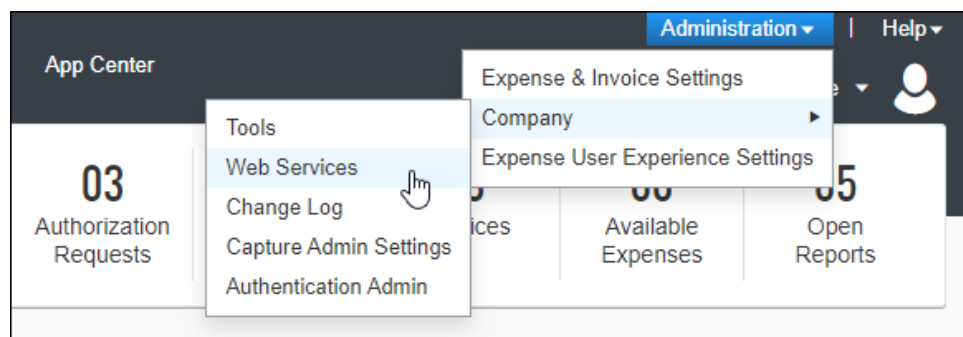 Administration
|
Help
App Center
Expense & Invoice Settings
Company
Expense User Experience Settings
Tools
Web Services
Change Log
Capture Admin Settings
Authentication Admin
03
Authorization
Requests
Available
Expenses
Open
Reports